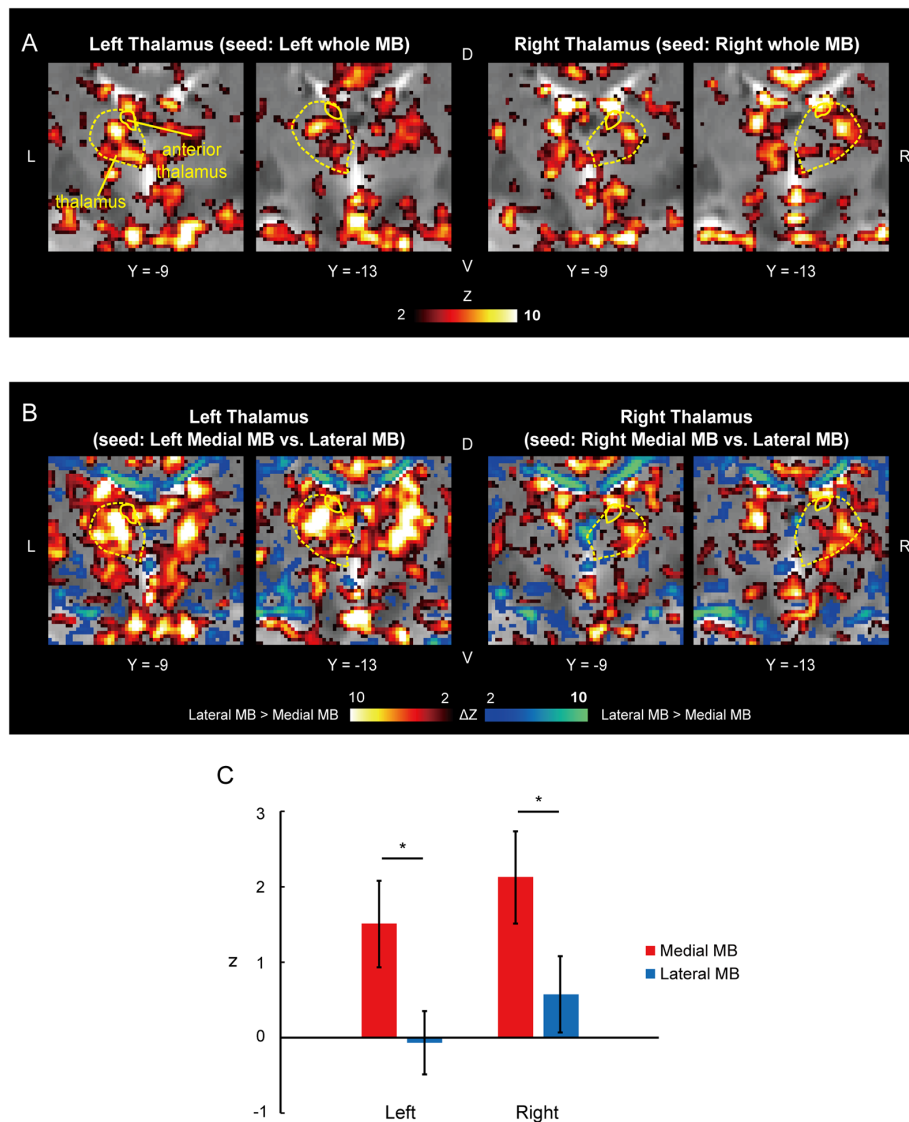 A
Left Thalamus (seed: Left whole MB)
D
Right Thalamus (seed: Right whole MB)
L
anterior
thalamus
thalamus
R
Y = -9
Y = -13
V
Y = -9
Y = -13
Z
2
10
B
Left Thalamus
(seed: Left Medial MB vs. Lateral MB)
D
Right Thalamus
(seed: Right Medial MB vs. Lateral MB)
L
R
Y = -9
Y = -13
V
Y = -9
Y = -13
10
2
2
10
Lateral MB > Medial MB
ΔZ
Lateral MB > Medial MB
C
3
*
*
2
1
z
0
-1
Medial MB
Lateral MB
Left
Right